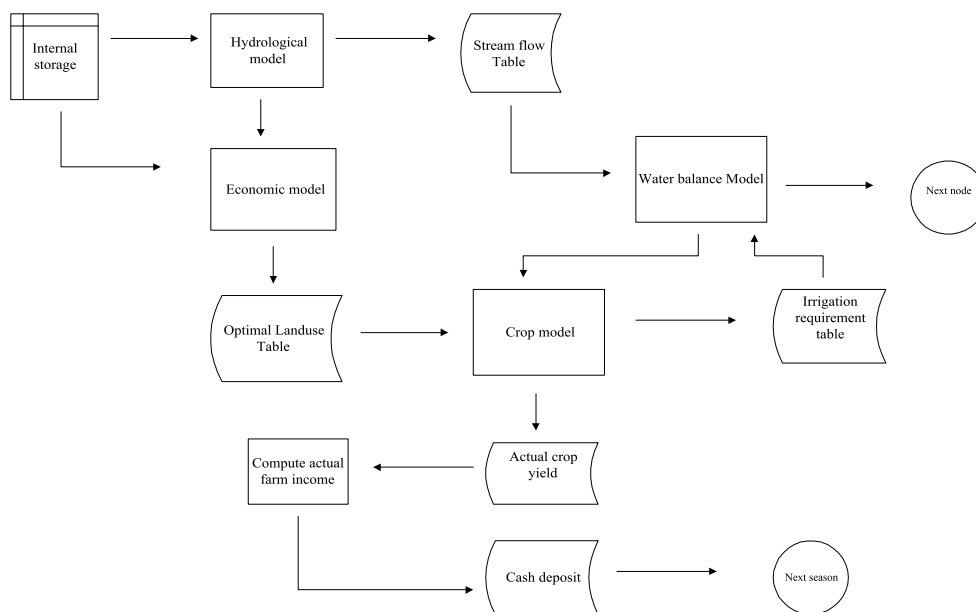 Internal
storage
Hydrological
model
Stream flow
Table
Economic model
Water balance Model
Next node
Optimal Landuse
Table
Crop model
Irrigation
requirement
table
Compute actual
farm income
Actual crop
yield
Cash deposit
Next season